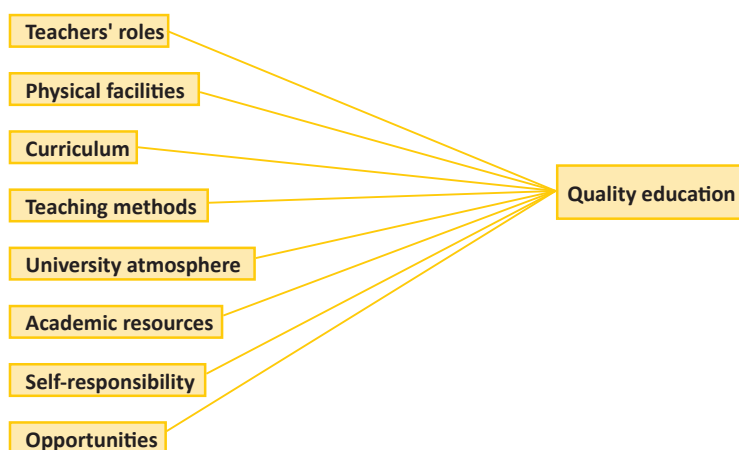 Teachers' roles
Physical facilities
Curriculum
Teaching methods
University atmosphere
Academic resources
Self-responsibility
Opportunities
Quality education